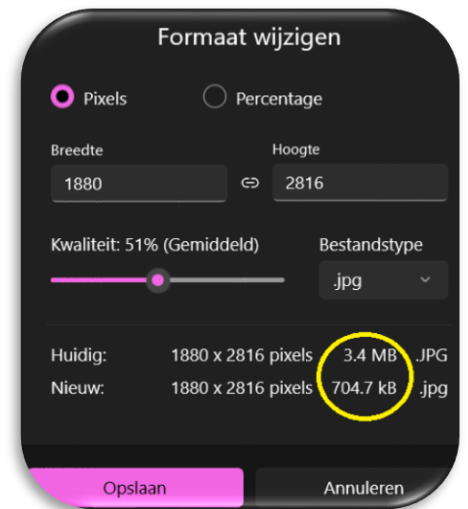 Formaat wijzigen
Pixels Percentage
Breedte Hoogte
1880 2816
Kwaliteit: 51% (Gemiddeld) Bestandstype
.jpg
Huidig: 1880 x 2816 pixels 3.4 MB .JPG
Nieuw: 1880 x 2816 pixels 704.7 kB .jpg
Opslaan Annuleren